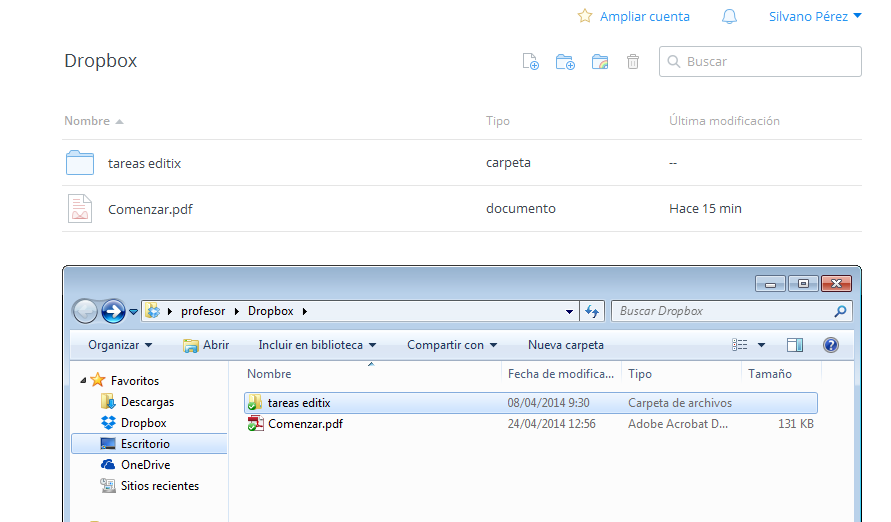 Ampliar cuenta Silvano Pérez
Dropbox Buscar
Nombre Tipo Última modificación
tareas editix carpeta --
Comenzar.pdf documento Hace 15 min
profesor Dropbox Buscar Dropbox
Organizar Abrir Incluir en biblioteca Compartir con Nueva carpeta
Nombre Fecha de modifica... Tipo Tamaño
Favoritos
Descargas
Dropbox
Escritorio
OneDrive
Sitios recientes
tareas editix 08/04/2014 9:30 Carpeta de archivos
Comenzar.pdf 24/04/2014 12:56 Adobe Acrobat D... 131 KB